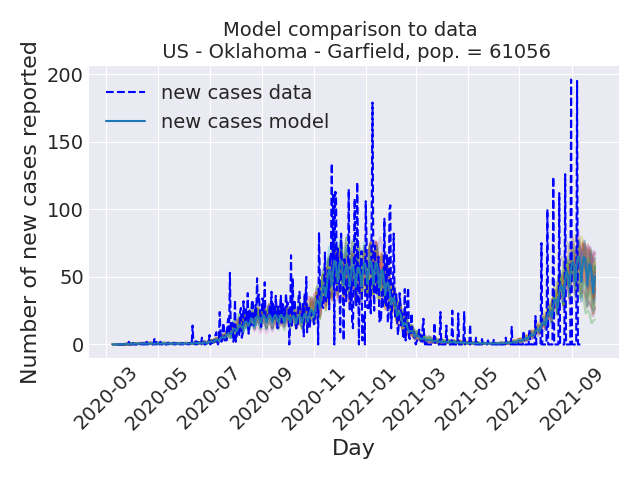 Model comparison to data
US - Oklahoma - Garfield, pop. = 61056
Number of new cases reported
200
150
100
50
0
new cases data
new cases model
2020-03
2020-05
2020-07
2020-09
2020-11
2021-01
2021-03
2021-05
2021-07
2021-09
Day